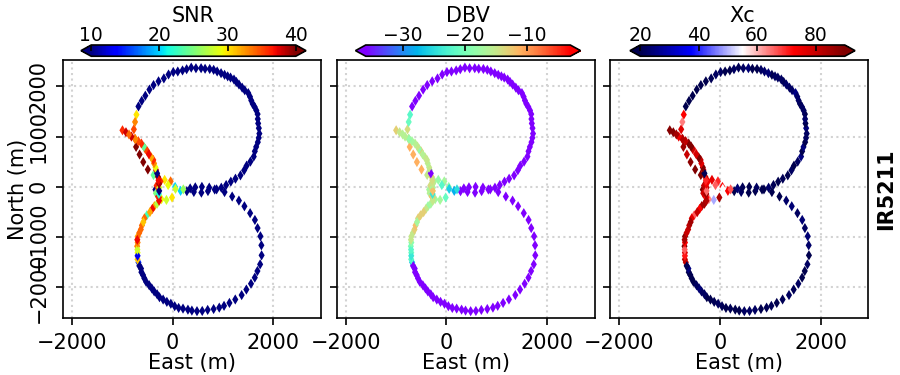 SNR DBV Xc
10 20 30 40 −30 −20 −10 20 40 60 80
2000
1000
0
−1000
−2000
North (m)
IR5211
−2000 0 2000 −2000 0 2000 −2000 0 2000
East (m) East (m) East (m)